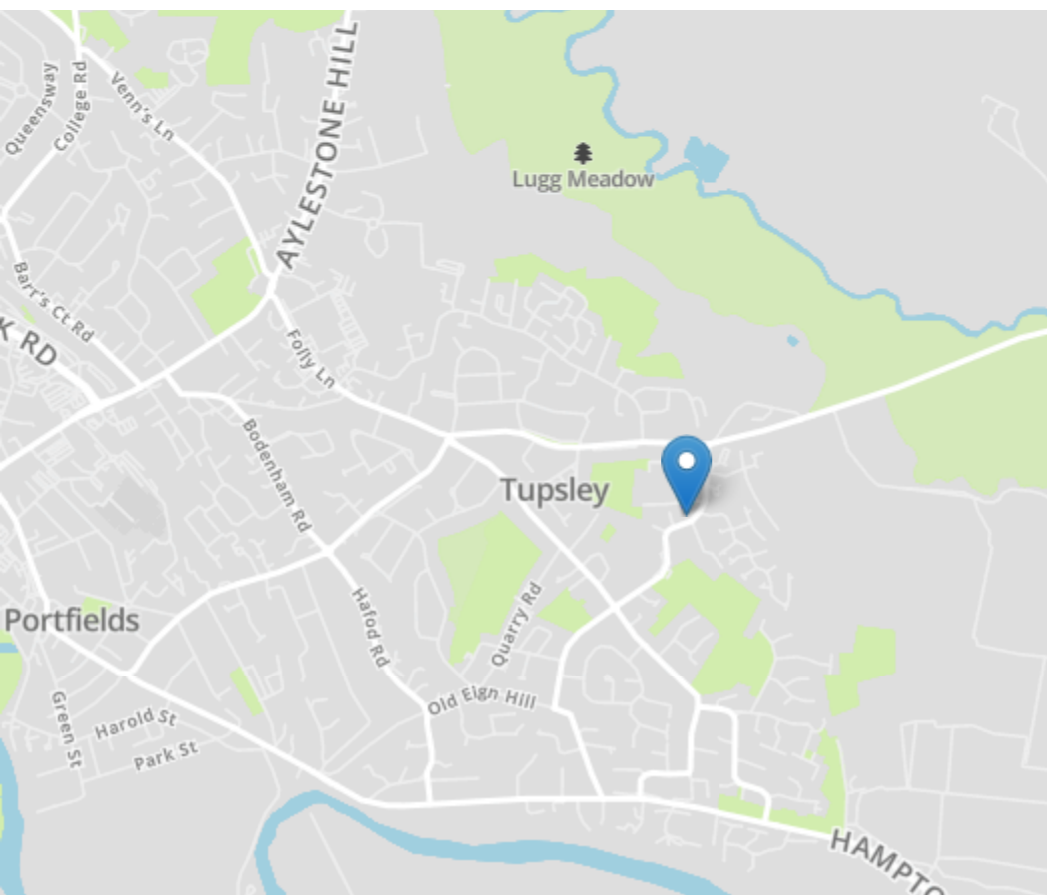 Queensway
College Rd
Venn's Ln
AYLESTONE HILL
Lugg Meadow
Barr's Ct Rd
K RD
Folly Ln
Bodenham Rd
Tupsley
Portfields
Hafod Rd
Quarry Rd
Old Eign Hill
Green St
Harold St
Park St
HAMPTO